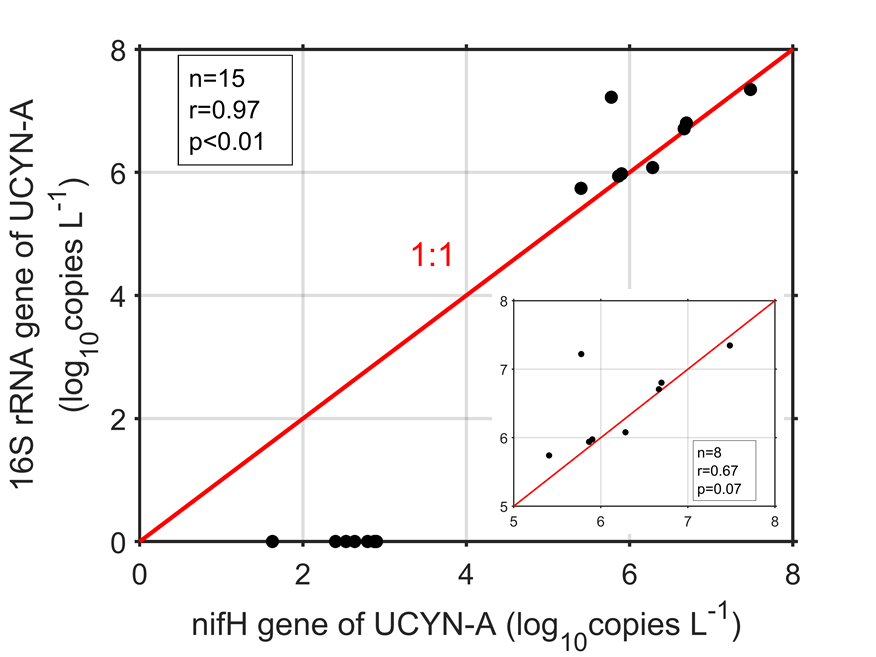 8
6
4
2
0
0
2
4
6
8
16S rRNA gene of UCYN-A
(log10copies L-1)
nifH gene of UCYN-A (log10copies L-1)
n=15
r=0.97
p<0.01
1:1
8
7
6
5
5
6
7
8
n=8
r=0.67
p=0.07